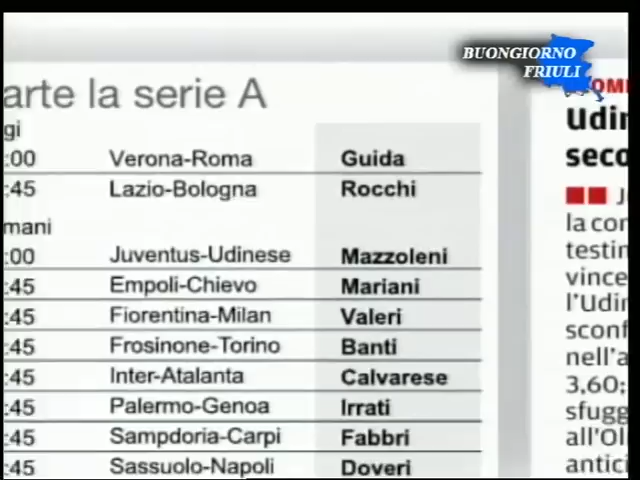 BUONGIORNO
FRIULI
arte la serie A
gi
:00 Verona-Roma Guida
:45 Lazio-Bologna Rocchi
mani
:00 Juventus-Udinese Mazzoleni
:45 Empoli-Chievo Mariani
:45 Fiorentina-Milan Valeri
:45 Frosinone-Torino Banti
:45 Inter-Atalanta Calvarese
:45 Palermo-Genoa Irrati
:45 Sampdoria-Carpi Fabbri
:45 Sassuolo-Napoli Doveri
OM
Udin
seco
la con
testin
vince
l'Udin
sconf
nell'a
3,60;
sfugg
all'Ol
antici